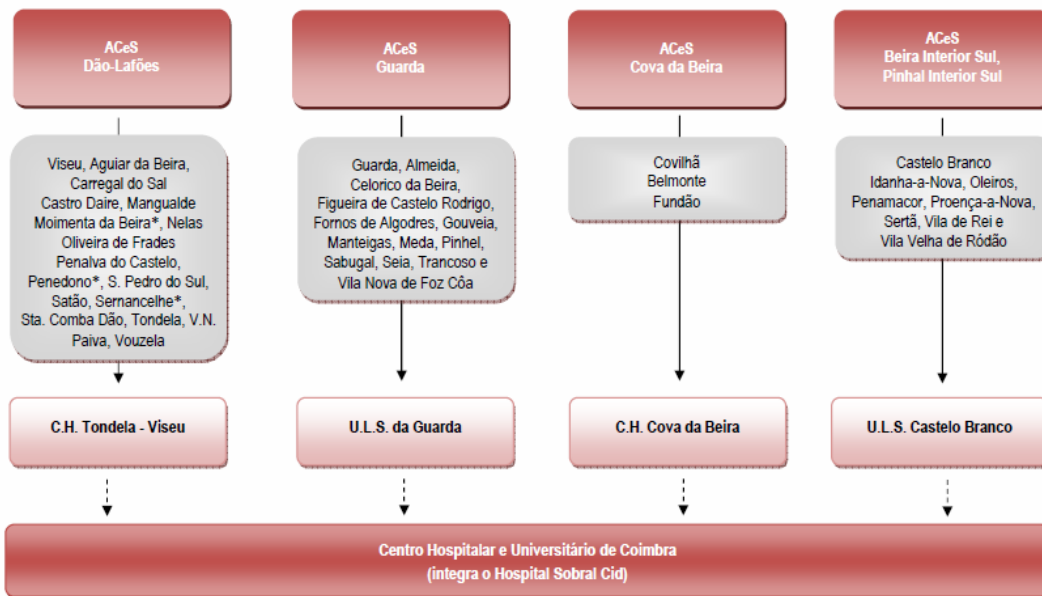 ACeS
Dão-Lafões
ACeS
Guarda
ACeS
Cova da Beira
ACeS
Beira Interior Sul,
Pinhal Interior Sul
Viseu, Aguiar da Beira,
Carregal do Sal
Castro Daire, Mangualde
Moimenta da Beira*, Nelas
Oliveira de Frades
Penalva do Castelo,
Penedono*, S. Pedro do Sul,
Satão, Sernancelhe*,
Sta. Comba Dão, Tondela, V.N.
Paiva, Vouzela
Guarda, Almeida,
Celorico da Beira,
Figueira de Castelo Rodrigo,
Fornos de Algodres, Gouveia,
Manteigas, Meda, Pinhel,
Sabugal, Seia, Trancoso e
Vila Nova de Foz Côa
Covilhã
Belmonte
Fundão
Castelo Branco
Idanha-a-Nova, Oleiros,
Penamacor, Proença-a-Nova,
Sertã, Vila de Rei e
Vila Velha de Ródão
C.H. Tondela - Viseu
U.L.S. da Guarda
C.H. Cova da Beira
U.L.S. Castelo Branco
Centro Hospitalar e Universitário de Coimbra
(integra o Hospital Sobral Cid)